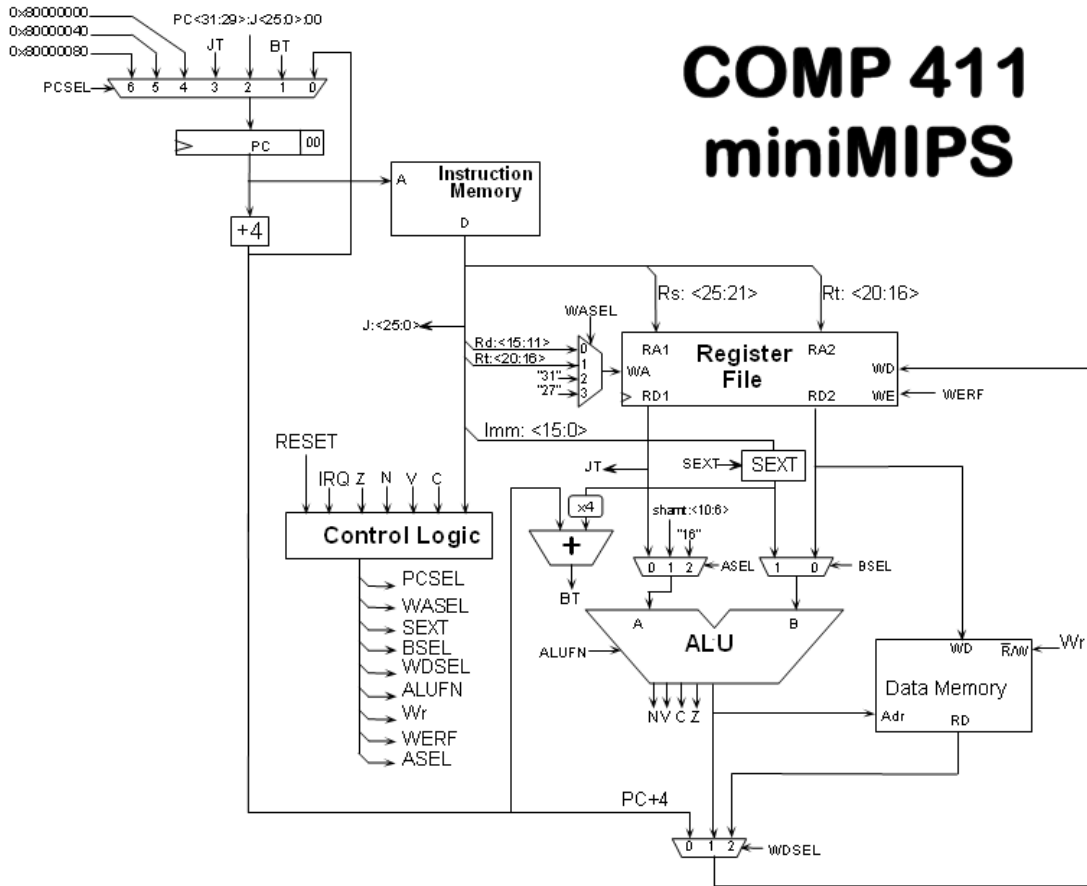 0x80000000
0x80000040
0x80000080
PC<31:29>:J<25:0>:00
JT
BT
COMP 411
miniMIPS
PCSEL
6 5 4 3 2 1 0
PC
00
A
Instruction
Memory
D
+4
Rs: <25:21>
Rt: <20:16>
WASEL
J:<25:0>
Rd:<15:11>
Rt:<20:16>
"31"
"27"
0
1
2
3
RA1
RA2
WA
Register
File
WD
RD1
RD2
WE
WERF
Imm: <15:0>
RESET
JT
SEXT
SEXT
IRQ Z N V C
x4
shamt:<10:6>
"16"
Control Logic
+
0 1 2
ASEL
1 0
BSEL
BT
PCSEL
WASEL
SEXT
BSEL
WDSEL
ALUFN
Wr
WERF
ASEL
A
B
ALU
ALUFN
N V C Z
WD
R/W
Wr
Data Memory
Adr
RD
PC+4
0 1 2
WDSEL